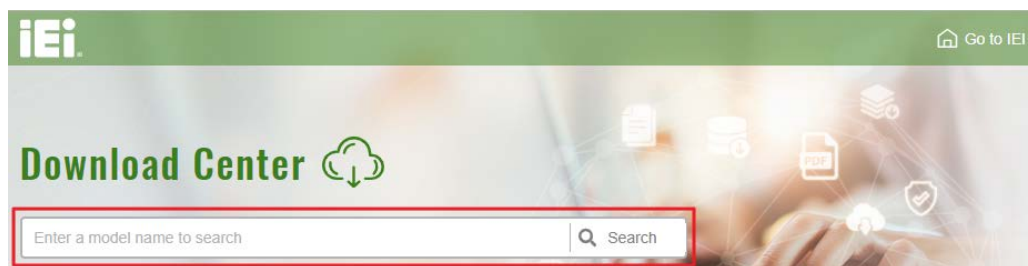 iEi.
Go to IEI
Download Center
Enter a model name to search
Search
PDF